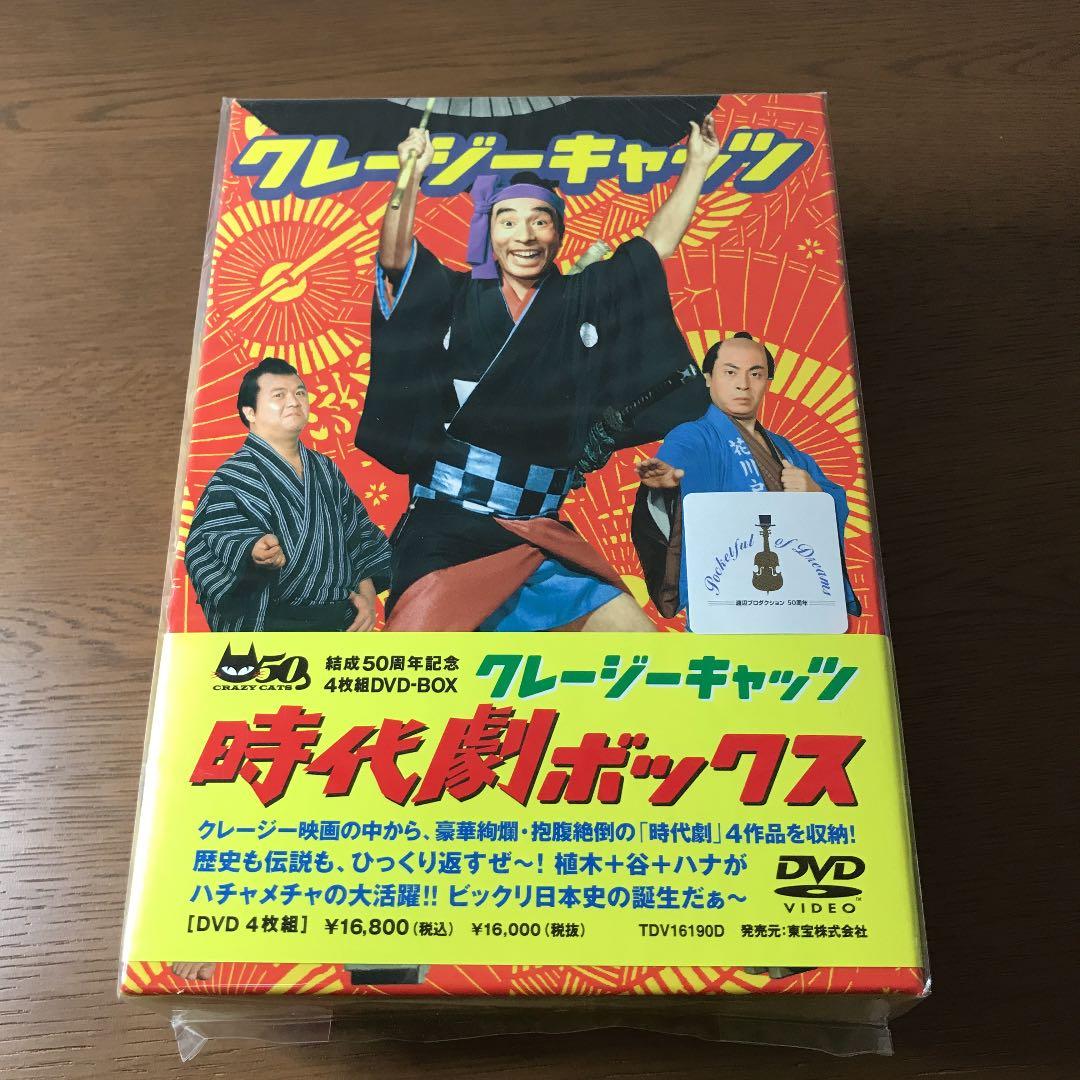 クレージーキャッツ
花川戸
Pocketful of Dreams
渡辺プロダクション 50周年
50
CRAZY CATS
結成50周年記念
4枚組DVD-BOX
クレージーキャッツ
時代劇ボックス
クレージー映画の中から、豪華絢爛・抱腹絶倒の「時代劇」4作品を収納!
歴史も伝説も、ひっくり返すぜ~! 植木+谷+ハナが
ハチャメチャの大活躍!! ビックリ日本史の誕生だぁ~
DVD
VIDEO
TM
[DVD 4枚組] ¥16,800(税込) ¥16,000(税抜) TDV16190D 発売元:東宝株式会社